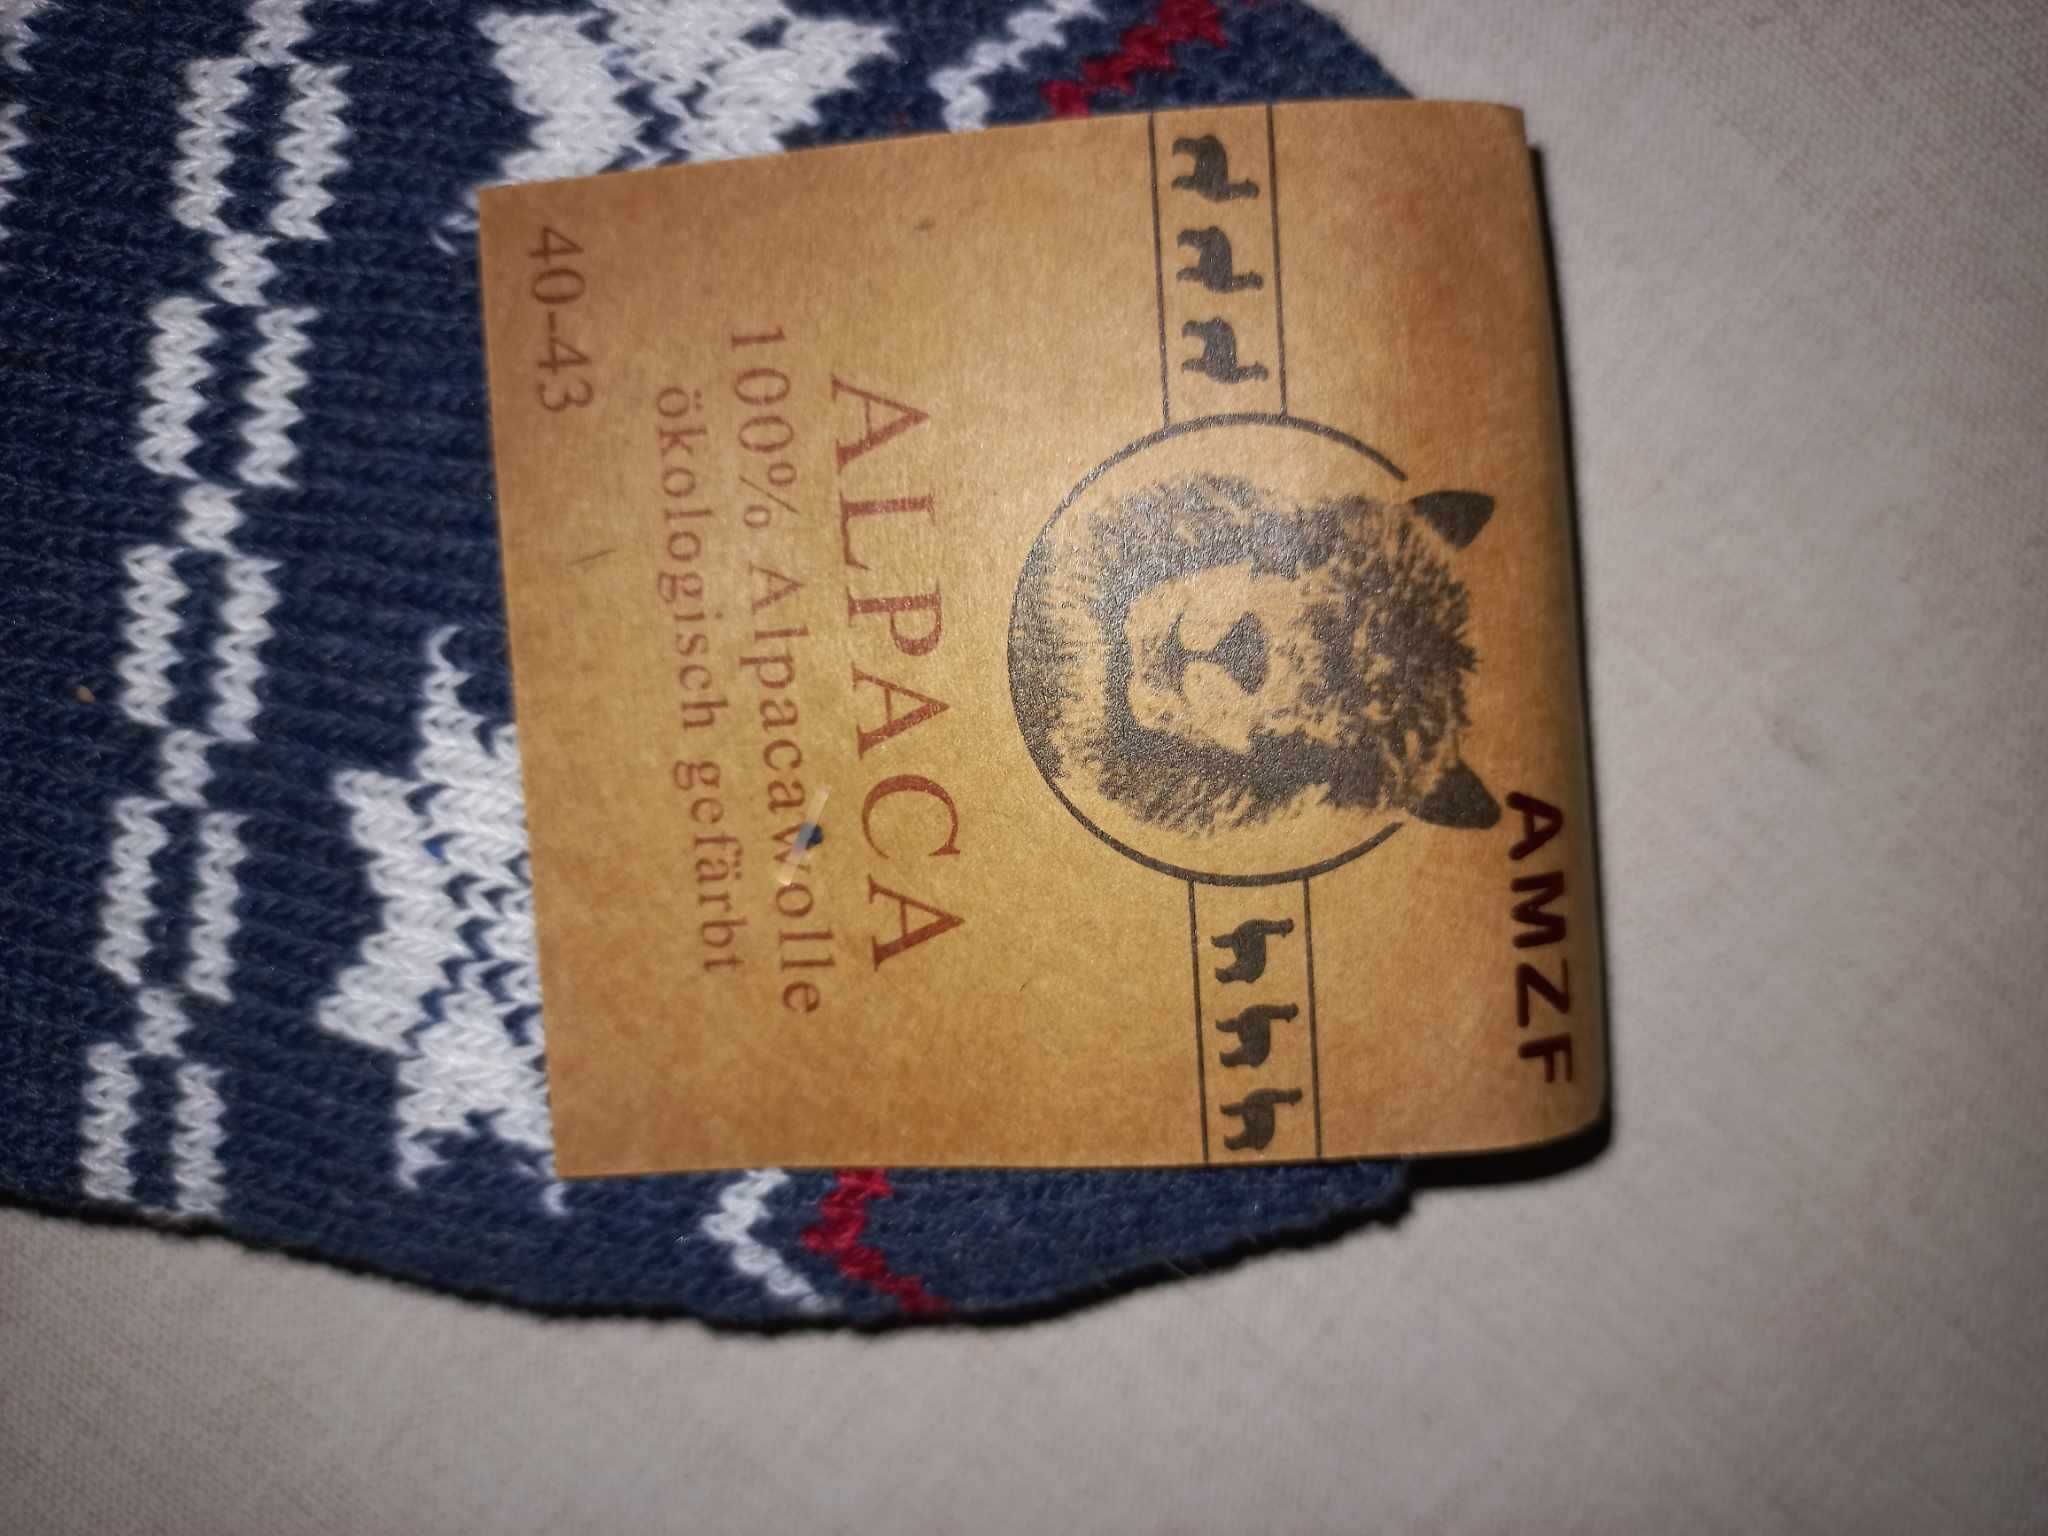 AMZF
ALPACA
100% Alpacawolle
ökologisch gefärbt
40-43